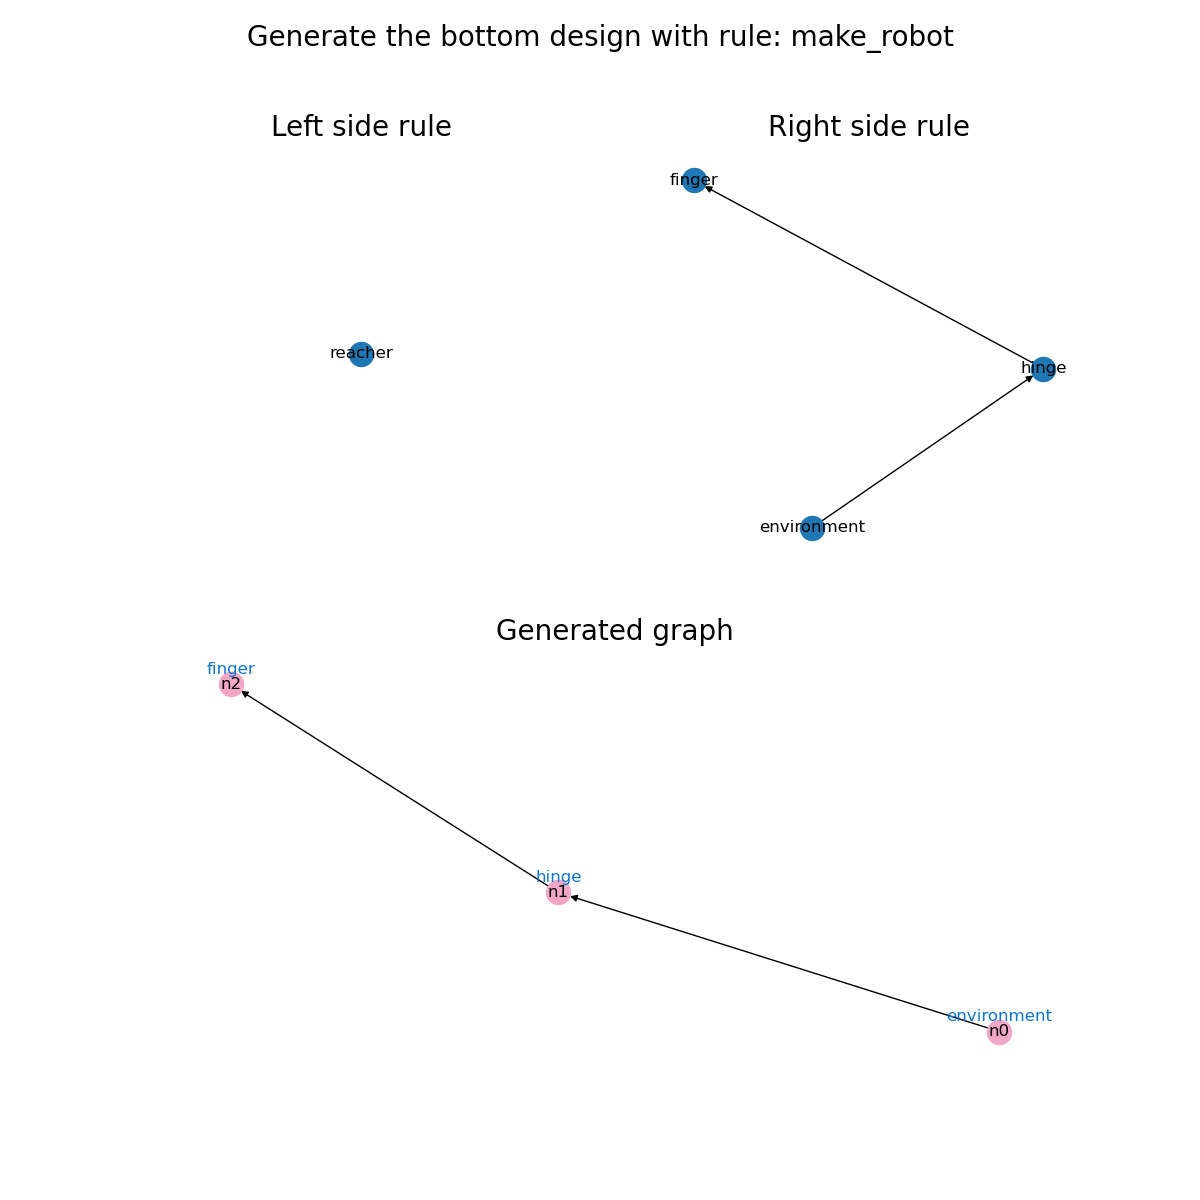 Generate the bottom design with rule: make_robot
Left side rule
Right side rule
finger
reacher
hinge
environment
Generated graph
finger
n2
hinge
n1
environment
n0